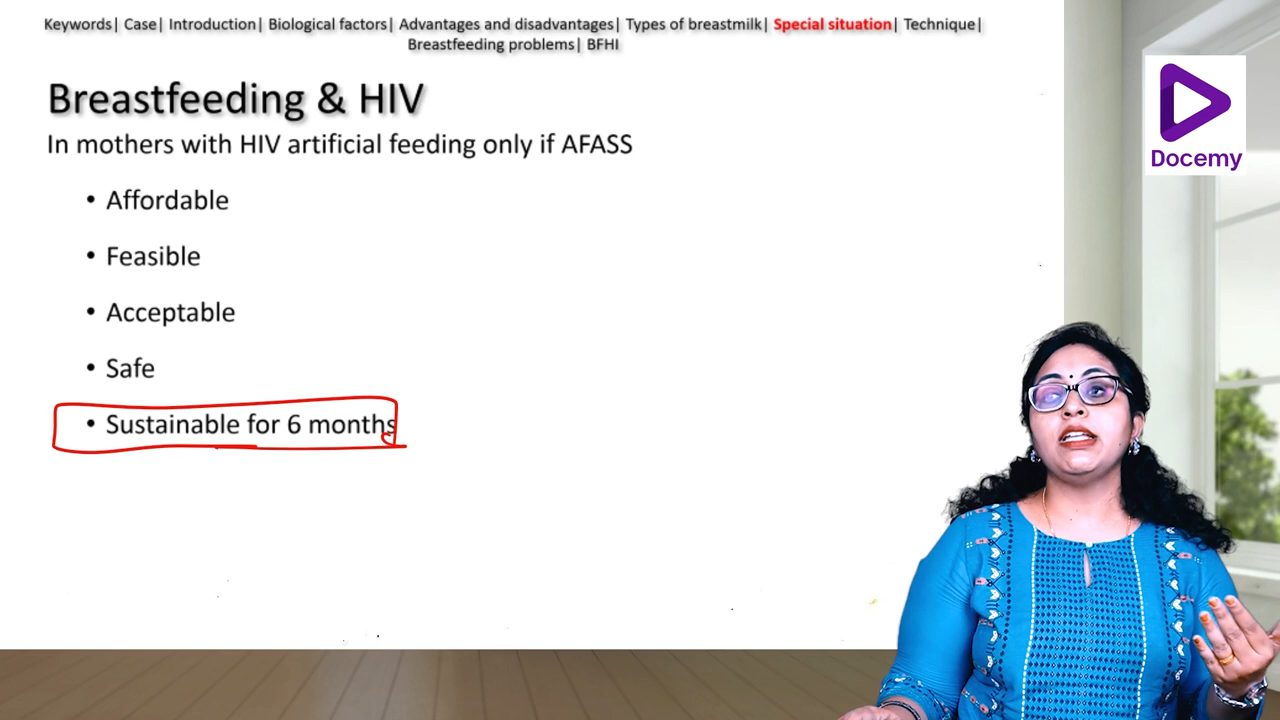 Keywords| Case| Introduction| Biological factors| Advantages and disadvantages| Types of breastmilk| Special situation| Technique|
Breastfeeding problems| BFHI
Breastfeeding & HIV
In mothers with HIV artificial feeding only if AFASS
• Affordable
• Feasible
• Acceptable
• Safe
• Sustainable for 6 months
Docemy